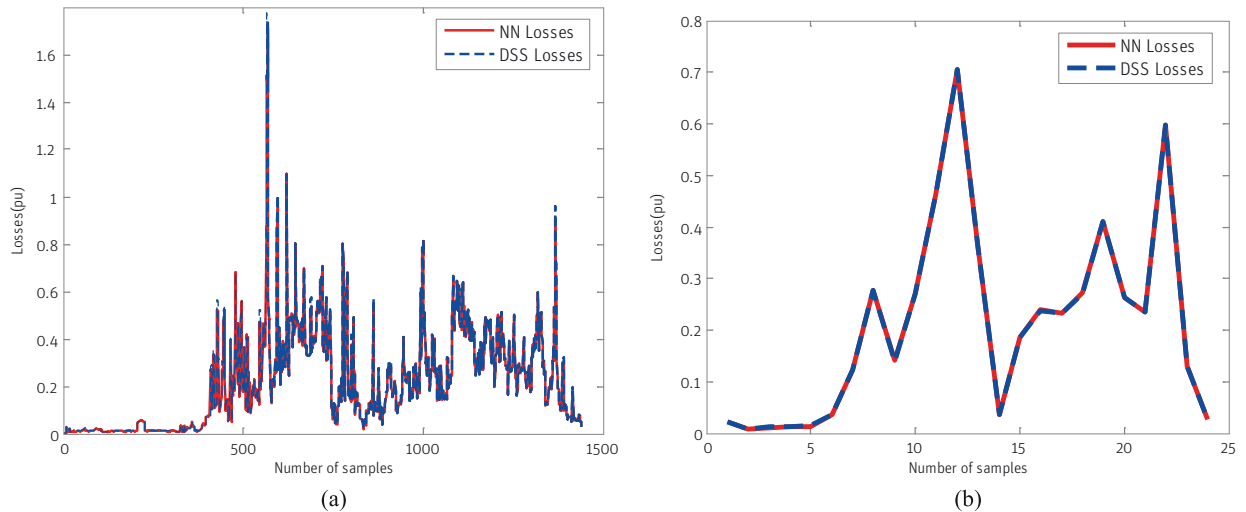 NN Losses
DSS Losses
1.6
1.4
1.2
1
0.8
0.6
0.4
0.2
0
0
500
1000
1500
Losses(pu)
Number of samples
(a)
NN Losses
DSS Losses
0.8
0.7
0.6
0.5
0.4
0.3
0.2
0.1
0
0
5
10
15
20
25
Losses(pu)
Number of samples
(b)